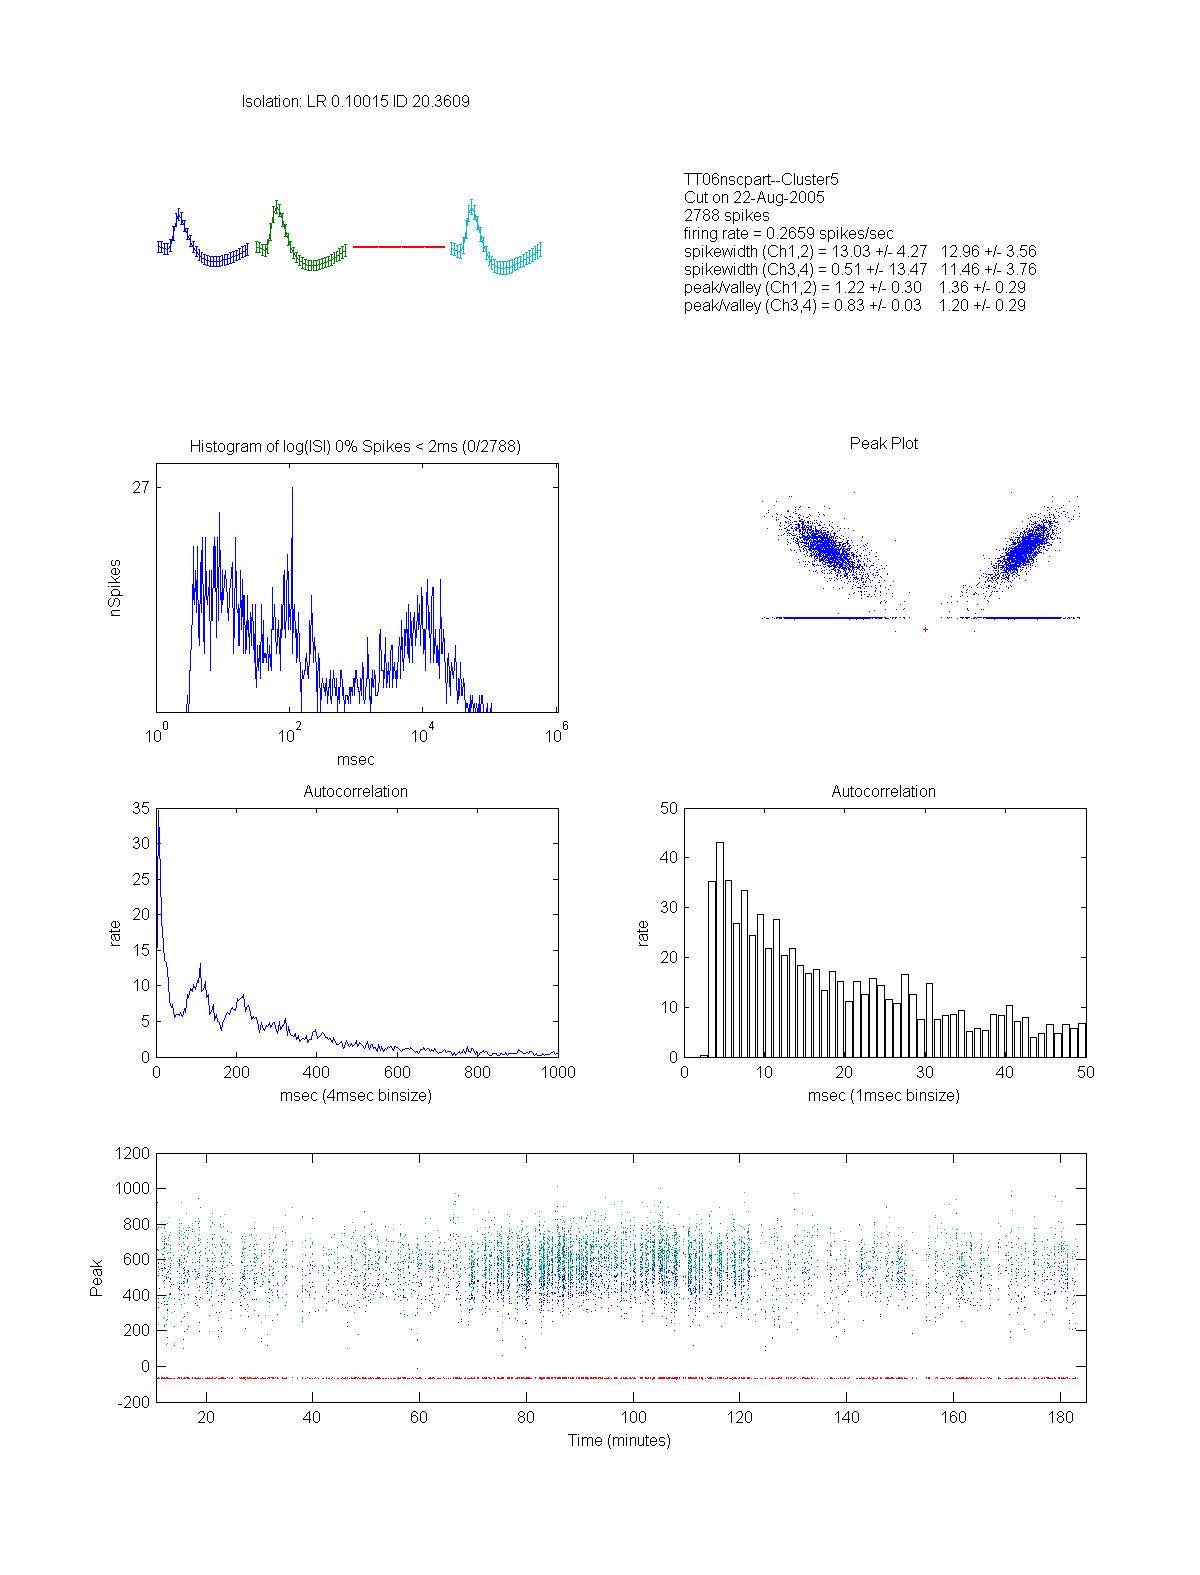 Isolation: LR 0.10015 ID 20.3609
TT06nscpart--Cluster5
Cut on 22-Aug-2005
2788 spikes
firing rate = 0.2659 spikes/sec
spikewidth (Ch1,2) = 13.03 +/- 4.27 12.96 +/- 3.56
spikewidth (Ch3,4) = 0.51 +/- 13.47 11.46 +/- 3.76
peak/valley (Ch1,2) = 1.22 +/- 0.30 1.36 +/- 0.29
peak/valley (Ch3,4) = 0.83 +/- 0.03 1.20 +/- 0.29
Histogram of log(ISI) 0% Spikes < 2ms (0/2788)
27
nSpikes
10^0 10^2 10^4 10^6
msec
Peak Plot
Autocorrelation
35
30
25
20
15
10
5
0
rate
0 200 400 600 800 1000
msec (4msec binsize)
Autocorrelation
50
40
30
20
10
0
rate
0 10 20 30 40 50
msec (1msec binsize)
1200
1000
800
600
400
200
0
-200
Peak
20 40 60 80 100 120 140 160 180
Time (minutes)